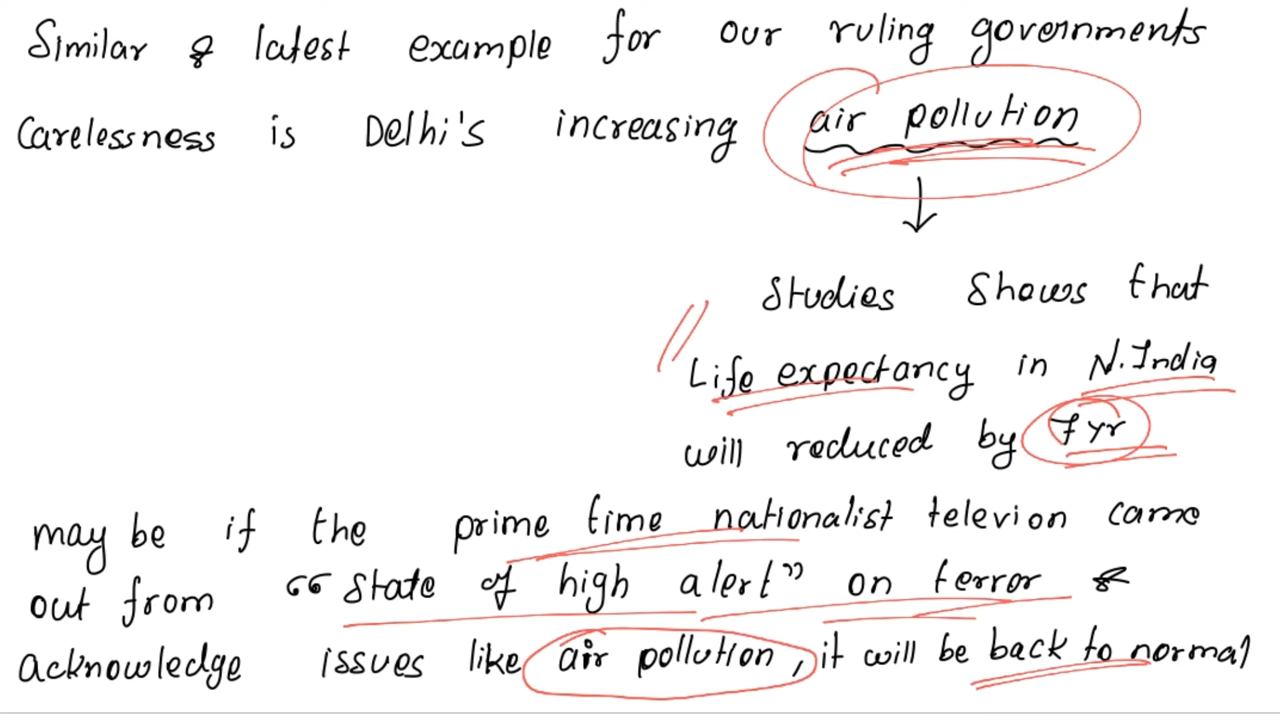 Similar & latest example for our ruling governments
Carelessness is Delhi's increasing air pollution
Studies Shows that
Life expectancy in N.India
will reduced by 7 yr
may be if the prime time nationalist televion came
out from "State of high alert" on terror &
acknowledge issues like air pollution, it will be back to normal